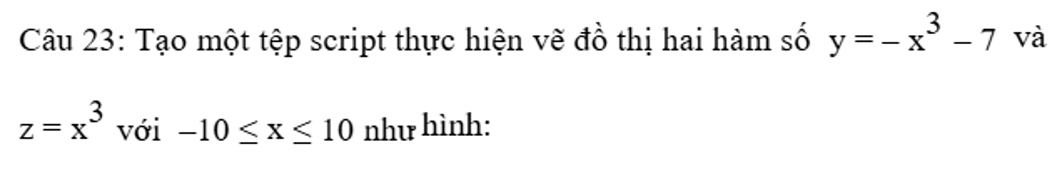 Câu 23: Tạo một tệp script thực hiện vẽ đồ thị hai hàm số y = – x³ – 7 và
z = x³ với –10 ≤ x ≤ 10 như hình: